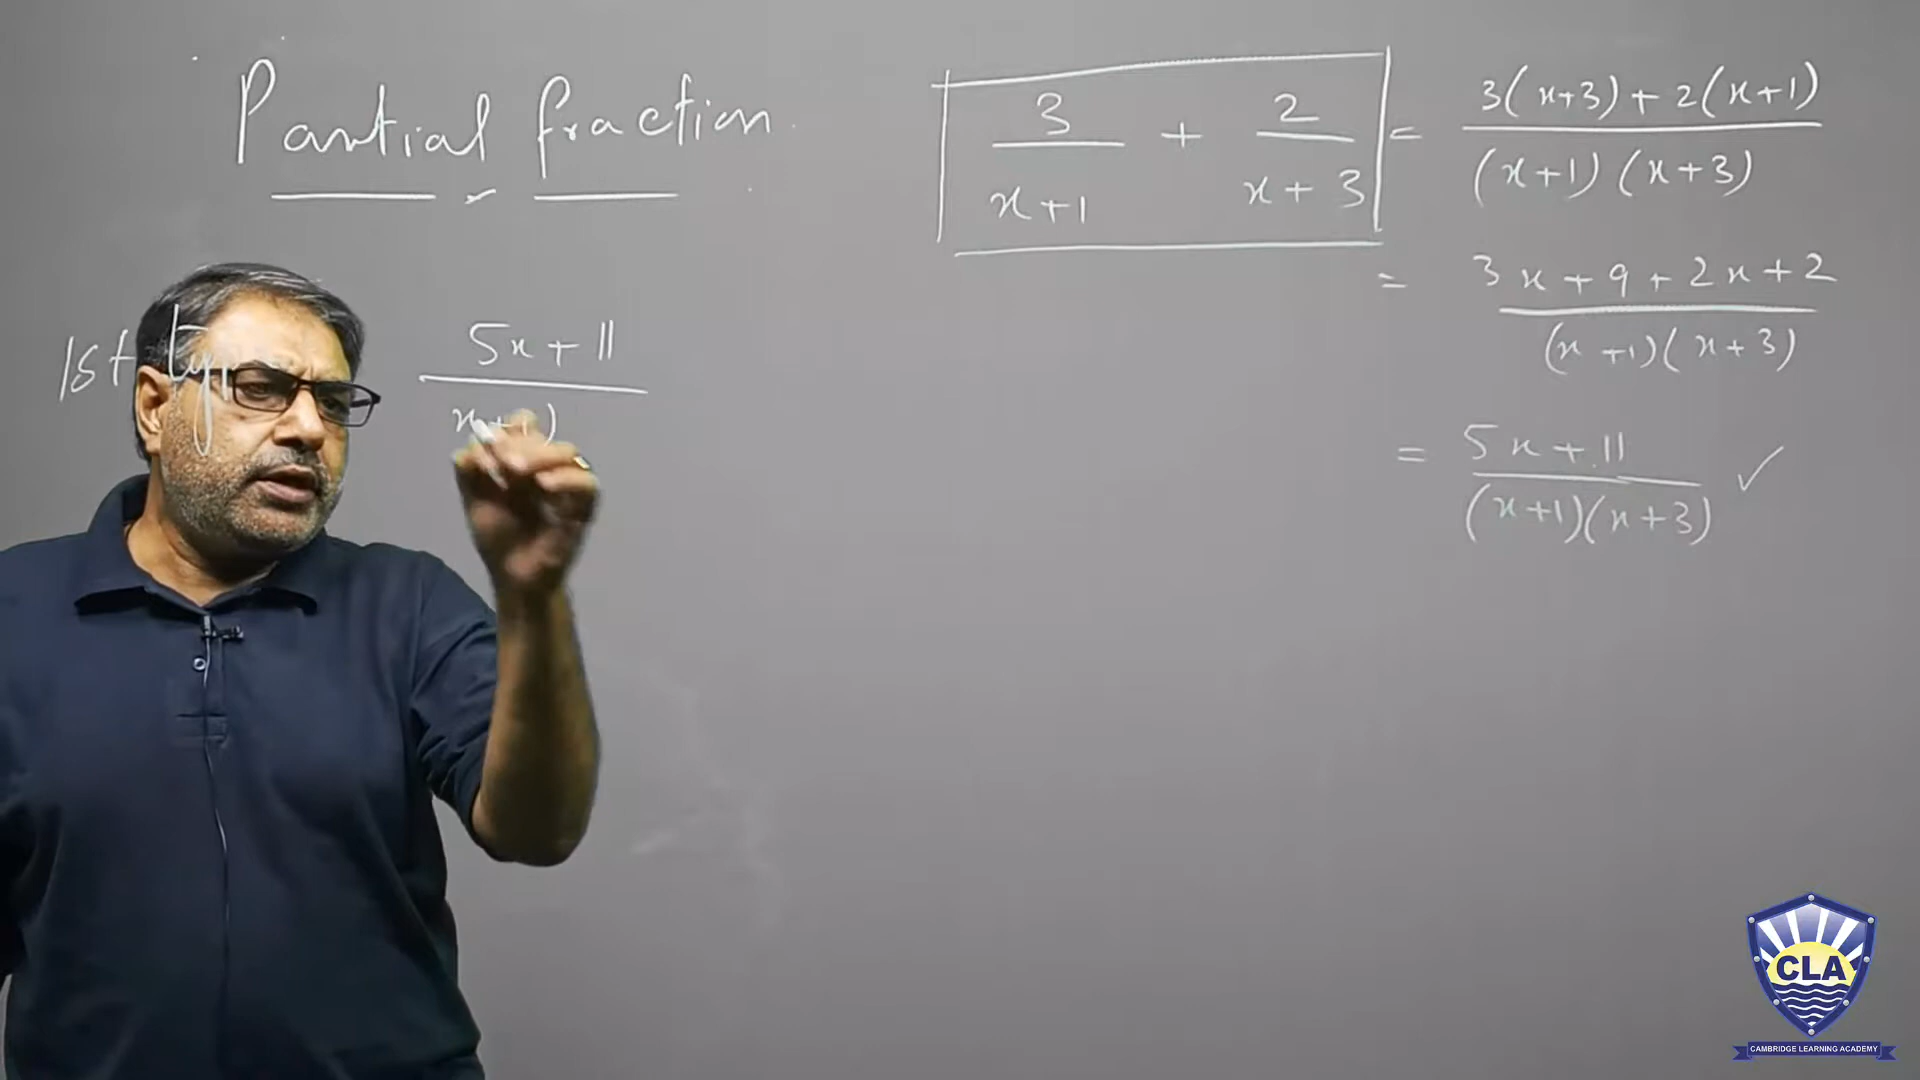 Partial fraction
3/(x+1) + 2/(x+3) = (3(x+3)+2(x+1))/((x+1)(x+3))
= (3x+9+2x+2)/((x+1)(x+3))
= (5x+11)/((x+1)(x+3)) ✓
1st
5x+11
x+1)
CLA
CAMBRIDGE LEARNING ACADEMY